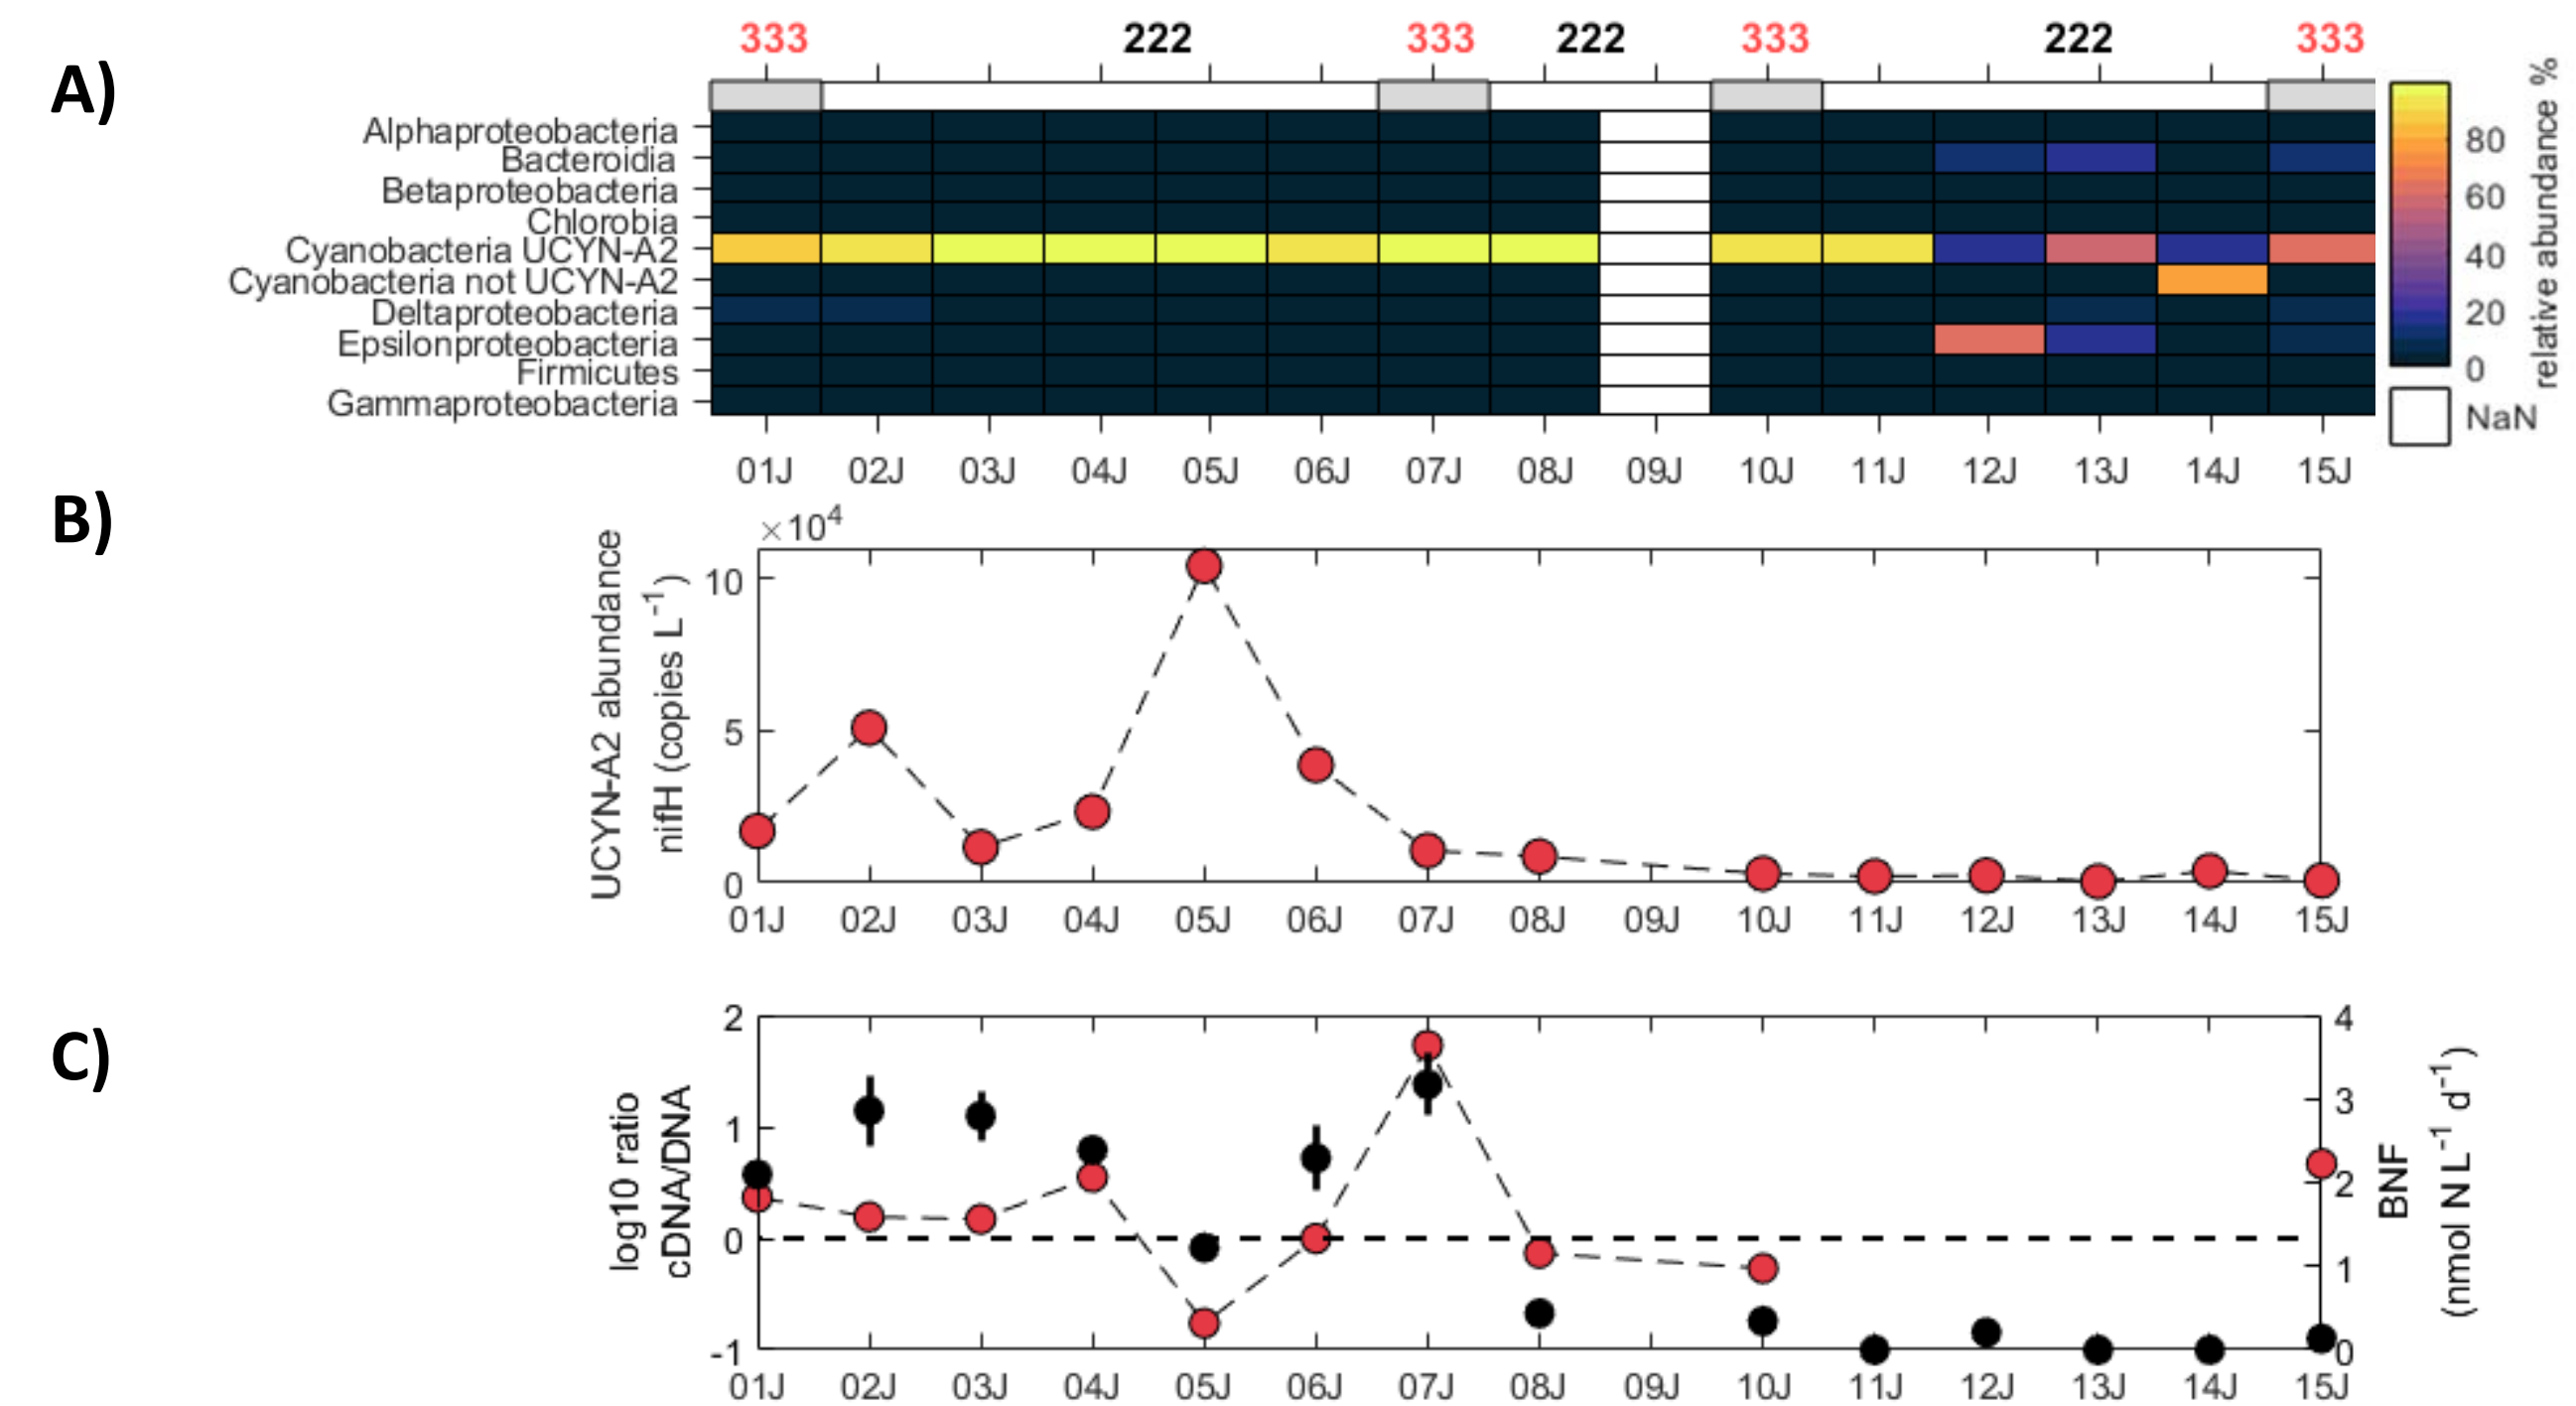 A)
333 222 333 222 333 222 333
Alphaproteobacteria
Bacteroidia
Betaproteobacteria
Chlorobia
Cyanobacteria UCYN-A2
Cyanobacteria not UCYN-A2
Deltaproteobacteria
Epsilonproteobacteria
Firmicutes
Gammaproteobacteria
80
60
40
20
0
NaN
relative abundance %
01J 02J 03J 04J 05J 06J 07J 08J 09J 10J 11J 12J 13J 14J 15J
B)
×10⁴
UCYN-A2 abundance
nifH (copies L⁻¹)
10
5
0
01J 02J 03J 04J 05J 06J 07J 08J 09J 10J 11J 12J 13J 14J 15J
C)
log10 ratio
cDNA/DNA
2
1
0
-1
4
3
2
1
0
BNF
(nmol N L⁻¹ d⁻¹)
01J 02J 03J 04J 05J 06J 07J 08J 09J 10J 11J 12J 13J 14J 15J